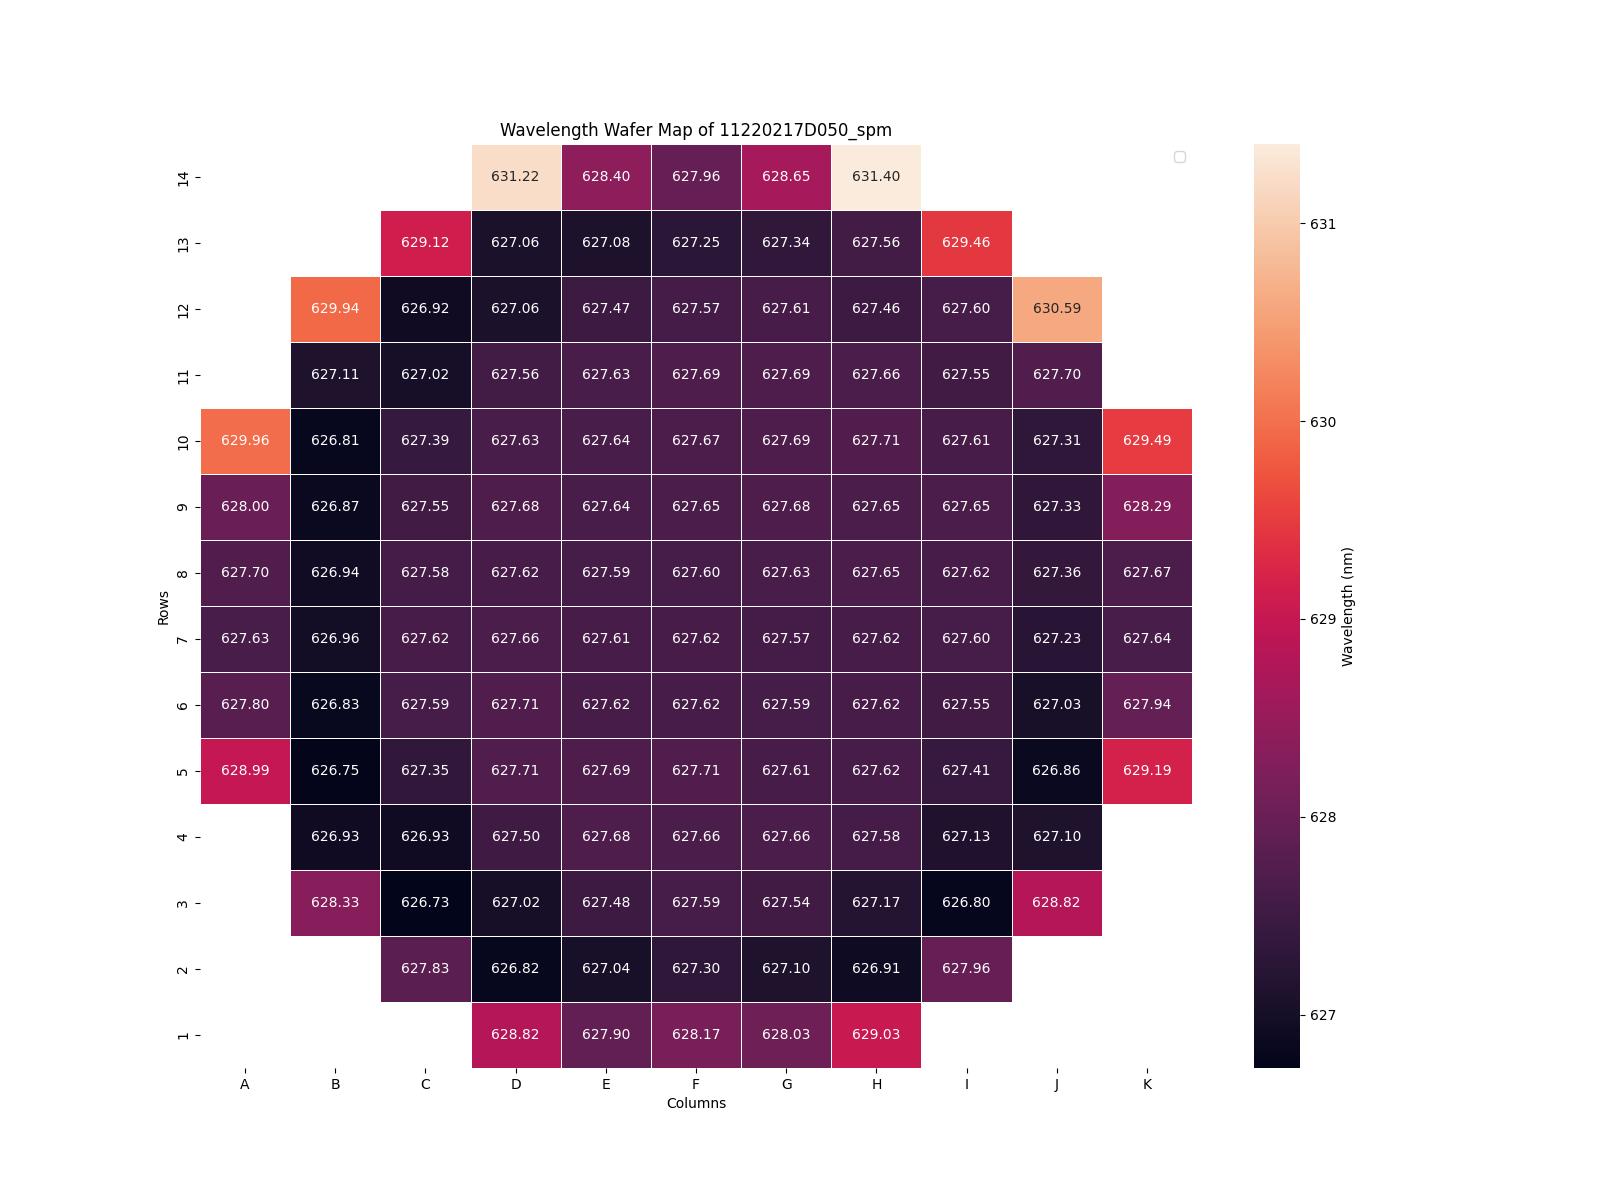 Wavelength Wafer Map of 11220217D050_spm
14 631.22 628.40 627.96 628.65 631.40
13 629.12 627.06 627.08 627.25 627.34 627.56 629.46
12 629.94 626.92 627.06 627.47 627.57 627.61 627.46 627.60 630.59
11 627.11 627.02 627.56 627.63 627.69 627.69 627.66 627.55 627.70
10 629.96 626.81 627.39 627.63 627.64 627.67 627.69 627.71 627.61 627.31 629.49
9 628.00 626.87 627.55 627.68 627.64 627.65 627.68 627.65 627.65 627.33 628.29
8 627.70 626.94 627.58 627.62 627.59 627.60 627.63 627.65 627.62 627.36 627.67
7 627.63 626.96 627.62 627.66 627.61 627.62 627.57 627.62 627.60 627.23 627.64
6 627.80 626.83 627.59 627.71 627.62 627.62 627.59 627.62 627.55 627.03 627.94
5 628.99 626.75 627.35 627.71 627.69 627.71 627.61 627.62 627.41 626.86 629.19
4 626.93 626.93 627.50 627.68 627.66 627.66 627.58 627.13 627.10
3 628.33 626.73 627.02 627.48 627.59 627.54 627.17 626.80 628.82
2 627.83 626.82 627.04 627.30 627.10 626.91 627.96
1 628.82 627.90 628.17 628.03 629.03
A B C D E F G H I J K
Columns
Rows
631
630
629
628
627
Wavelength (nm)